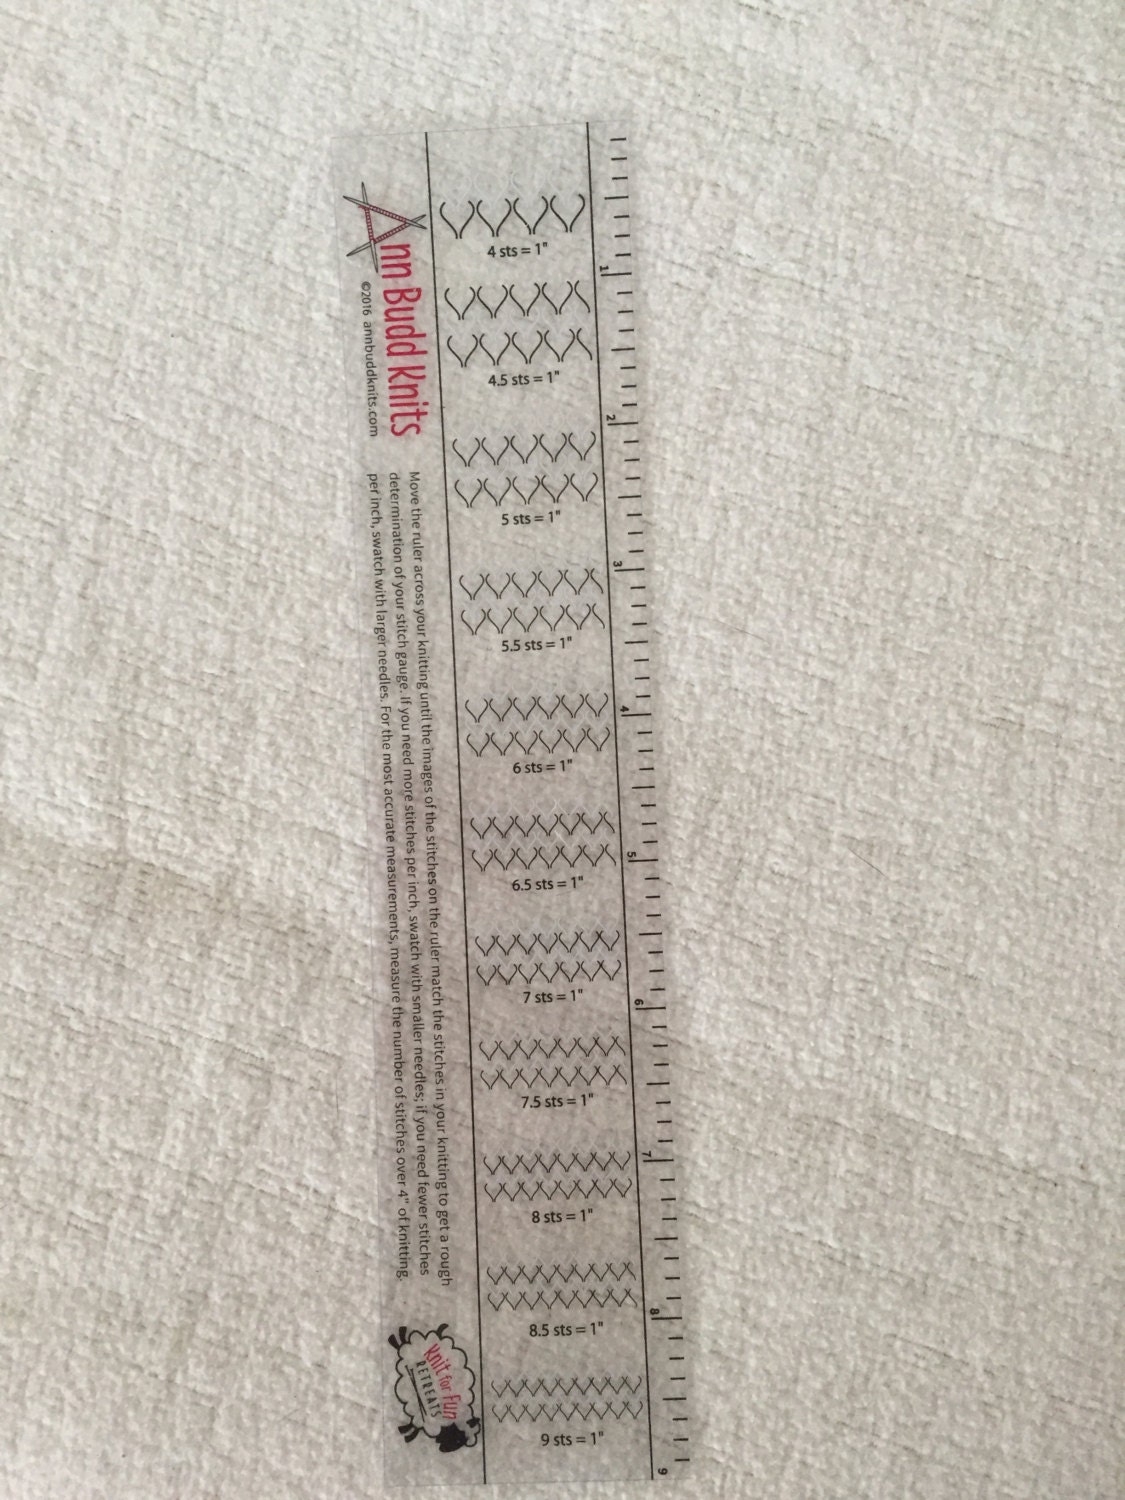 Ann Budd Knits
©2016 annbuddknits.com
Move the ruler across your knitting until the images of the stitches on the ruler match the stitches in your knitting to get a rough
determination of your stitch gauge. If you need more stitches per inch, swatch with smaller needles; if you need fewer stitches
per inch, swatch with larger needles. For the most accurate measurements, measure the number of stitches over 4" of knitting.
knit for Fun
RETREATS
4 sts = 1"
4.5 sts = 1"
5 sts = 1"
5.5 sts = 1"
6 sts = 1"
6.5 sts = 1"
7 sts = 1"
7.5 sts = 1"
8 sts = 1"
8.5 sts = 1"
9 sts = 1"
1
2
3
4
5
6
7
8
9